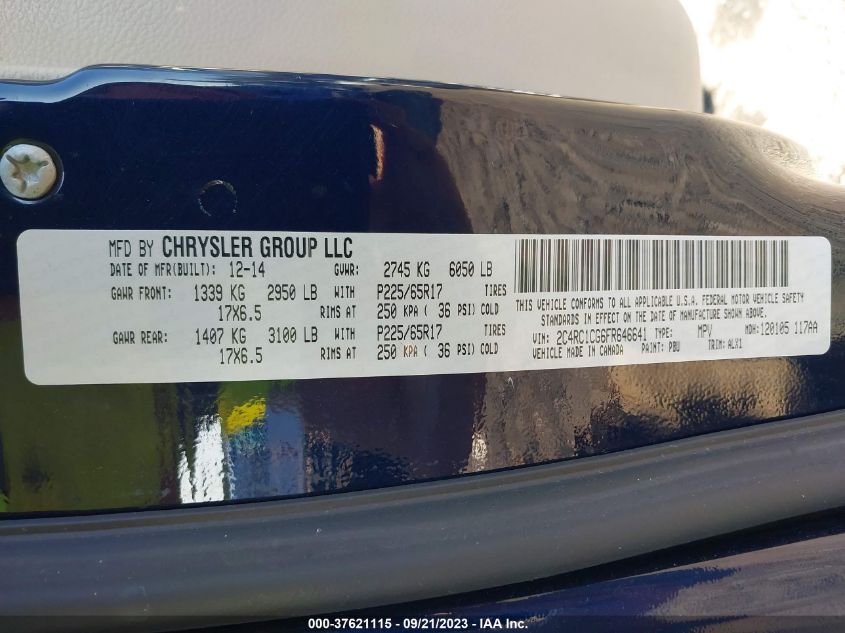 MFD BY CHRYSLER GROUP LLC
DATE OF MFR(BUILT): 12-14 GVWR: 2745 KG 6050 LB
GAWR FRONT: 1339 KG 2950 LB WITH P225/65R17 TIRES
17X6.5 RIMS AT 250 KPA ( 36 PSI) COLD
GAWR REAR: 1407 KG 3100 LB WITH P225/65R17 TIRES
17X6.5 RIMS AT 250 KPA ( 36 PSI) COLD
THIS VEHICLE CONFORMS TO ALL APPLICABLE U.S.A. FEDERAL MOTOR VEHICLE SAFETY
STANDARDS IN EFFECT ON THE DATE OF MANUFACTURE SHOWN ABOVE.
VIN: 2C4RC1CG6FR646641 TYPE: MPV MDH: 120105 117AA
VEHICLE MADE IN CANADA PAINT: PBU TRIM: ALX1
000-37621115 - 09/21/2023 - IAA Inc.